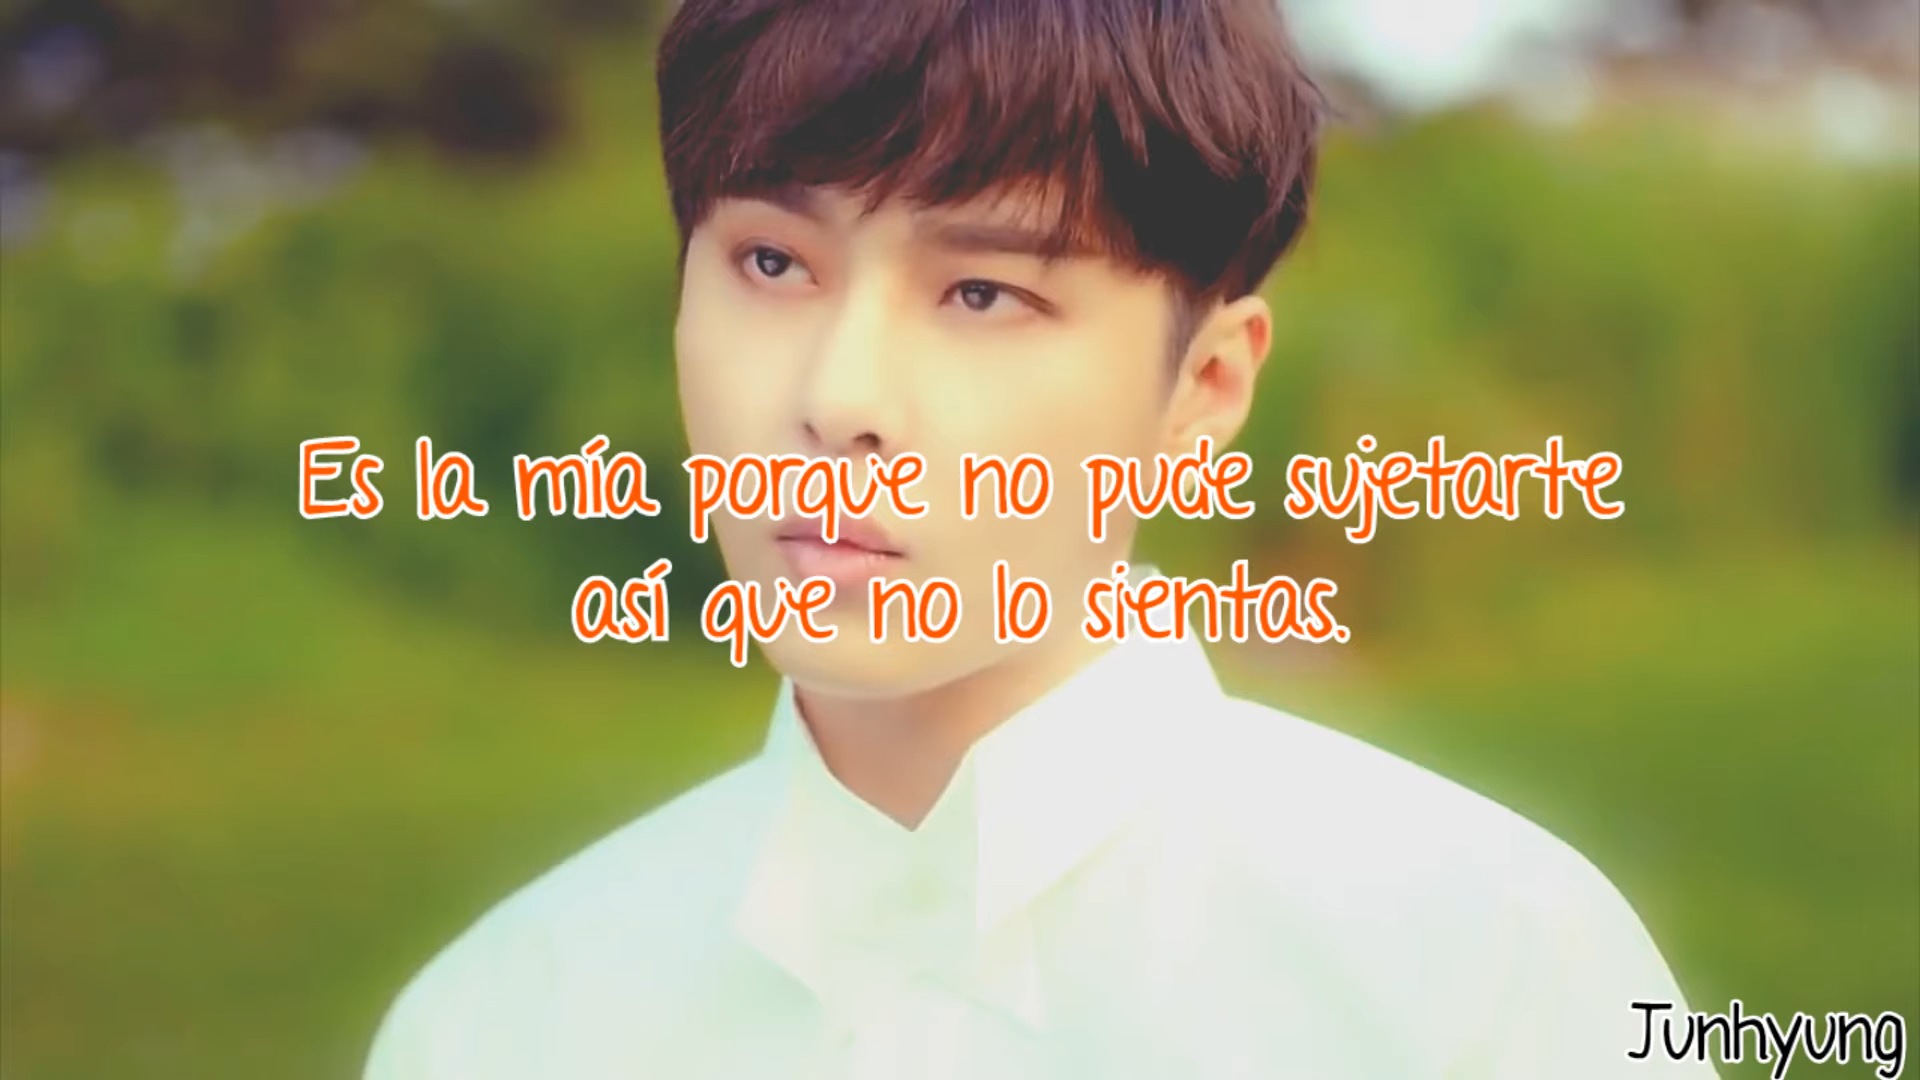 Es la mía porque no pude sujetarte
así que no lo sientas.
Junhyung